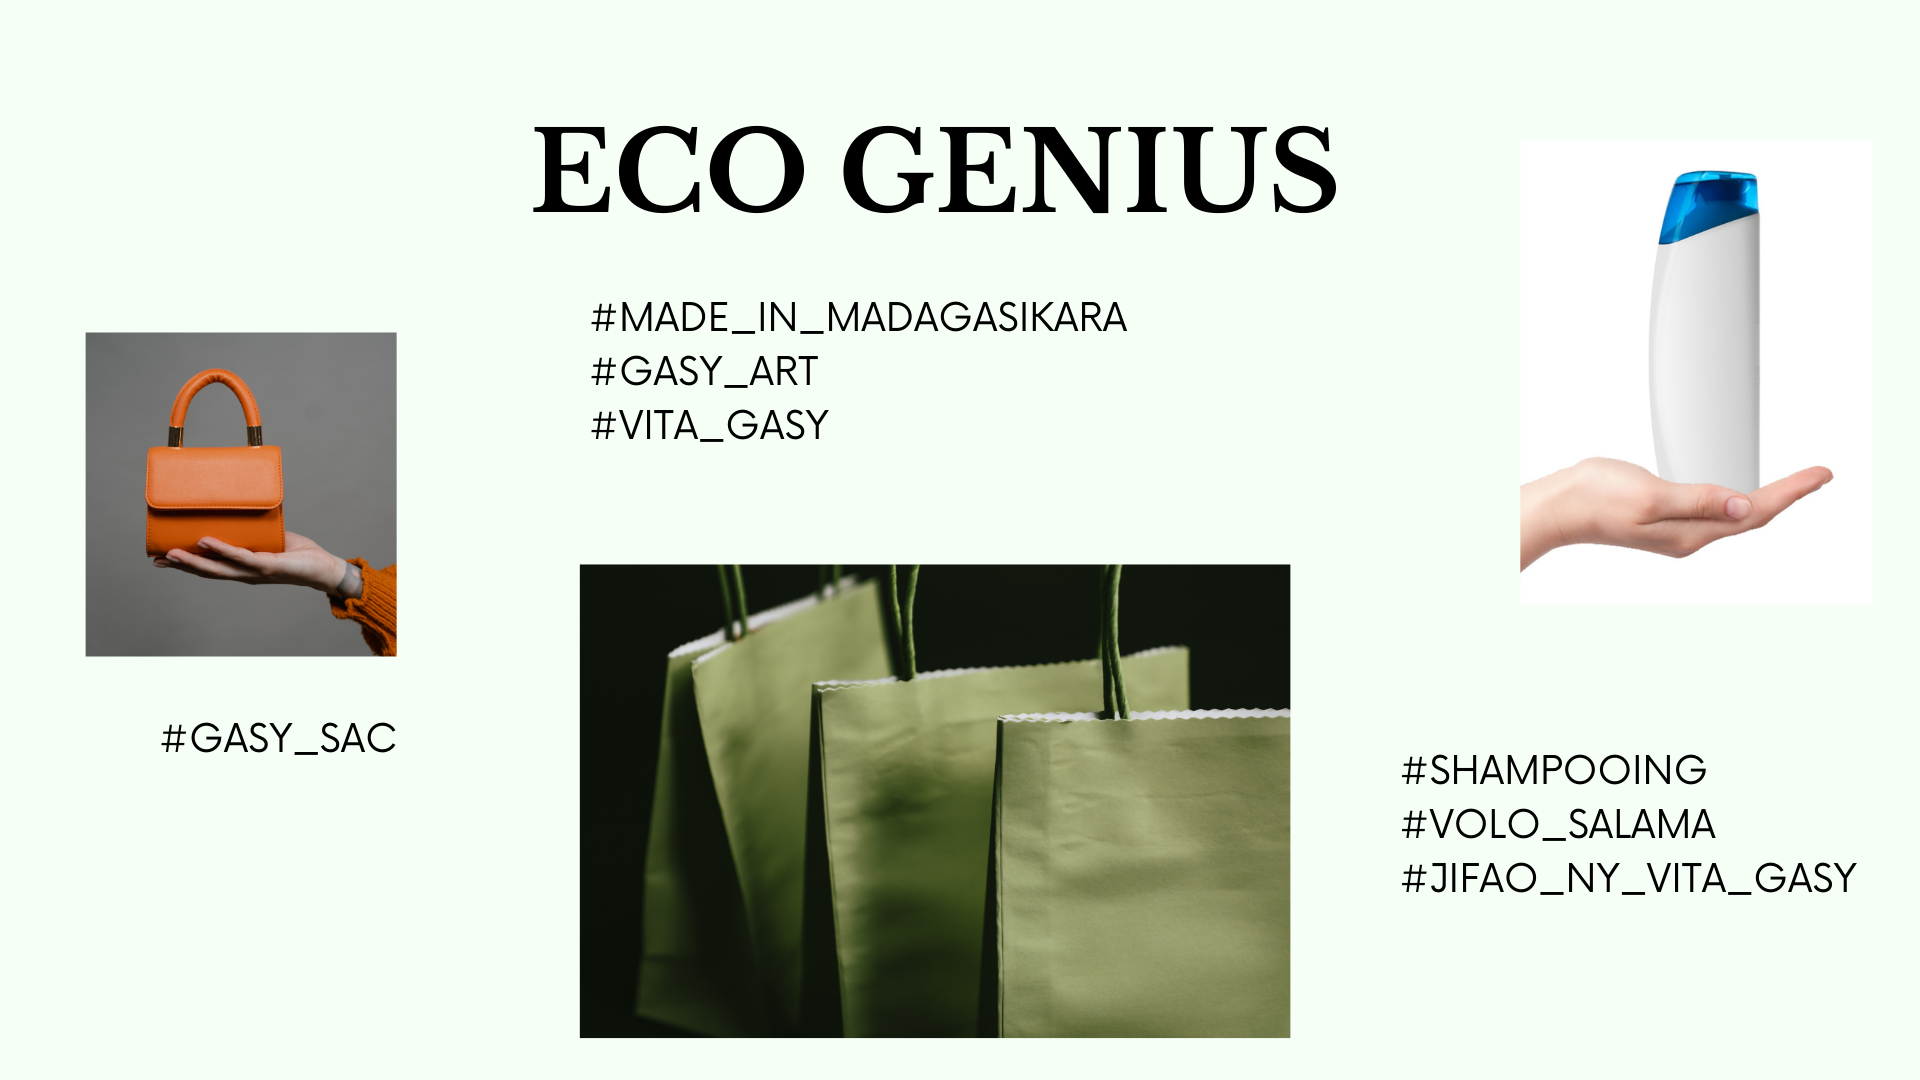 ECO GENIUS
#MADE_IN_MADAGASIKARA
#GASY_ART
#VITA_GASY
#GASY_SAC
#SHAMPOOING
#VOLO_SALAMA
#JIFAO_NY_VITA_GASY